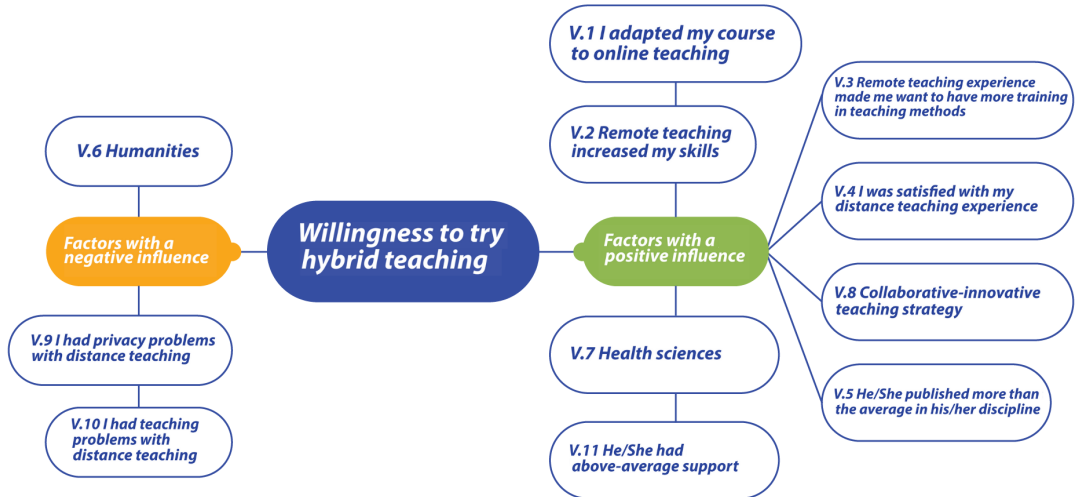 V.6 Humanities
Factors with a
negative influence
V.9 I had privacy problems
with distance teaching
V.10 I had teaching
problems with
distance teaching
Willingness to try
hybrid teaching
V.1 I adapted my course
to online teaching
V.2 Remote teaching
increased my skills
Factors with a
positive influence
V.7 Health sciences
V.11 He/She had
above-average support
V.3 Remote teaching experience
made me want to have more training
in teaching methods
V.4 I was satisfied with my
distance teaching experience
V.8 Collaborative-innovative
teaching strategy
V.5 He/She published more than
the average in his/her discipline